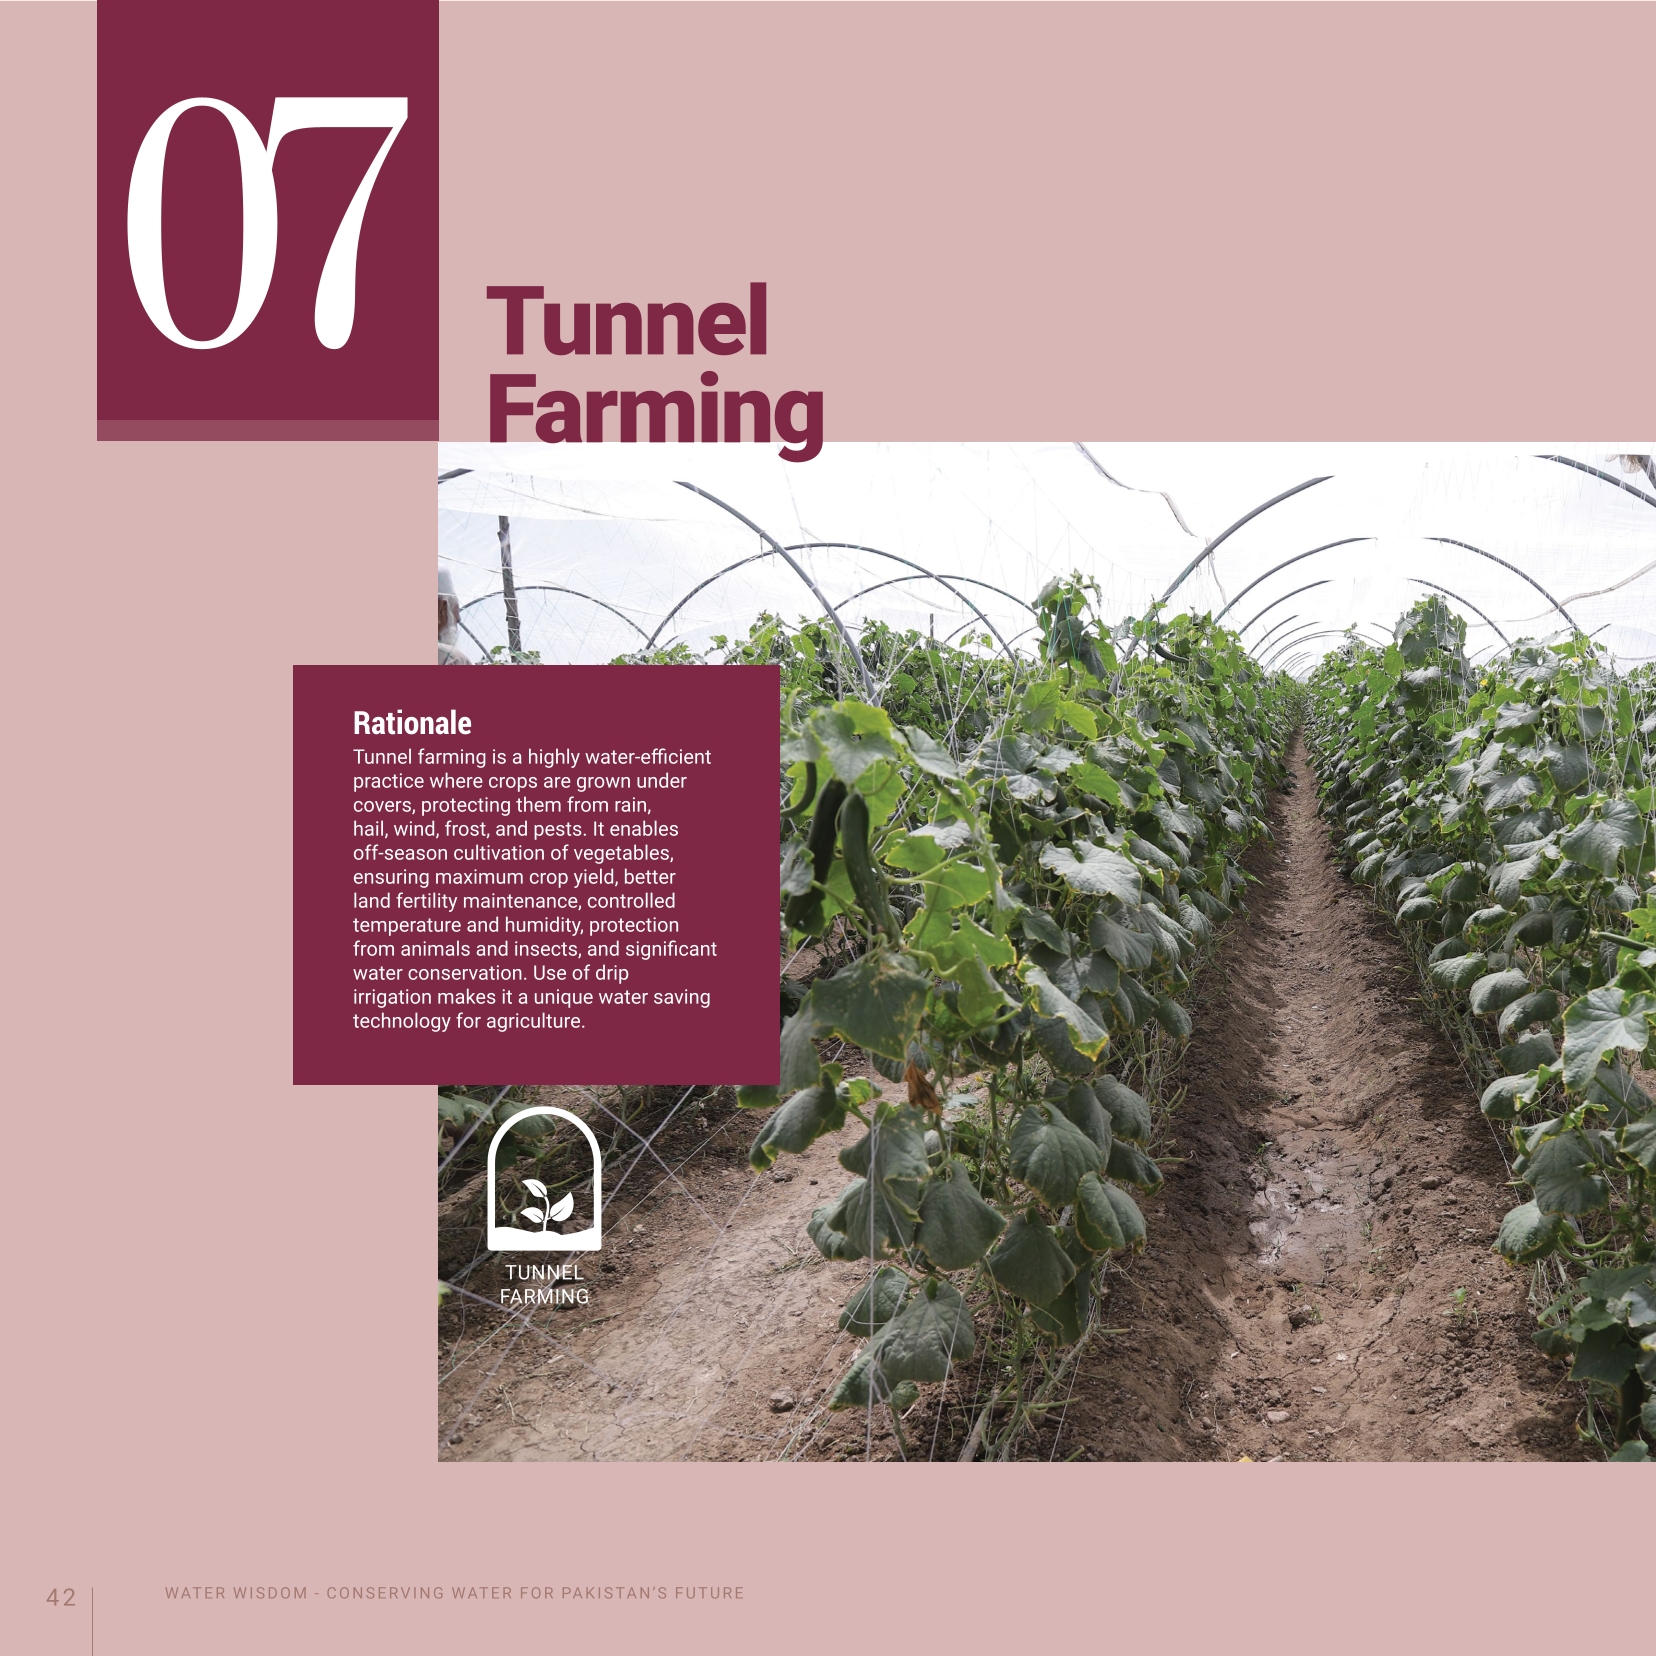 07
Tunnel
Farming
Rationale
Tunnel farming is a highly water-efficient
practice where crops are grown under
covers, protecting them from rain,
hail, wind, frost, and pests. It enables
off-season cultivation of vegetables,
ensuring maximum crop yield, better
land fertility maintenance, controlled
temperature and humidity, protection
from animals and insects, and significant
water conservation. Use of drip
irrigation makes it a unique water saving
technology for agriculture.
TUNNEL
FARMING
42
WATER WISDOM - CONSERVING WATER FOR PAKISTAN’S FUTURE